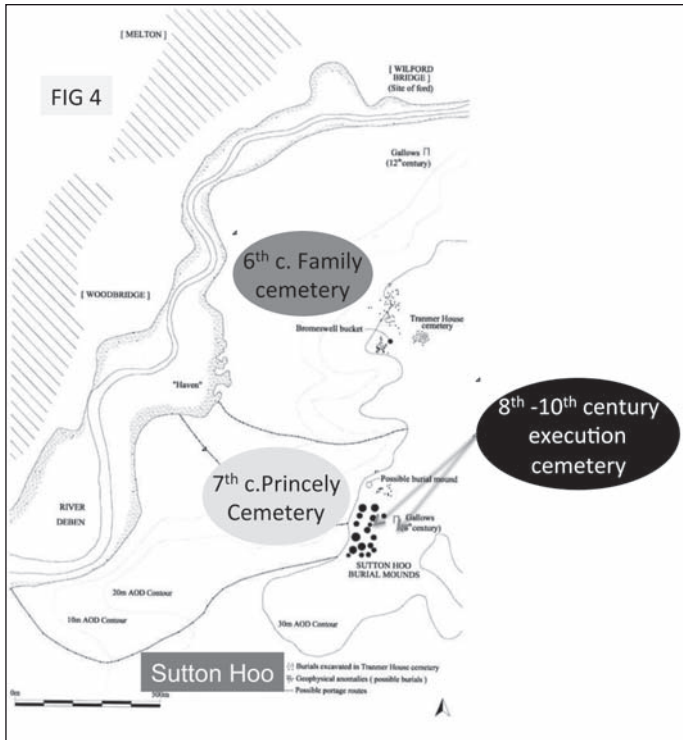 [ MELTON ]
[ WILFORD
BRIDGE ]
(Site of ford)
FIG 4
Gallows
(12th century)
6th c. Family
cemetery
[ WOODBRIDGE ]
Tranmer House
cemetery
Bromeswell bucket
"Haven"
8th -10th century
execution
cemetery
7th c.Princely
Cemetery
Possible burial mound
RIVER
DEBEN
Gallows
century)
SUTTON HOO
BURIAL MOUNDS
20m AOD Contour
10m AOD Contour
30m AOD Contour
Sutton Hoo
Burials excavated in Tranmer House cemetery
Geophysical anomalies ( possible burials )
Possible portage routes
0m
500m